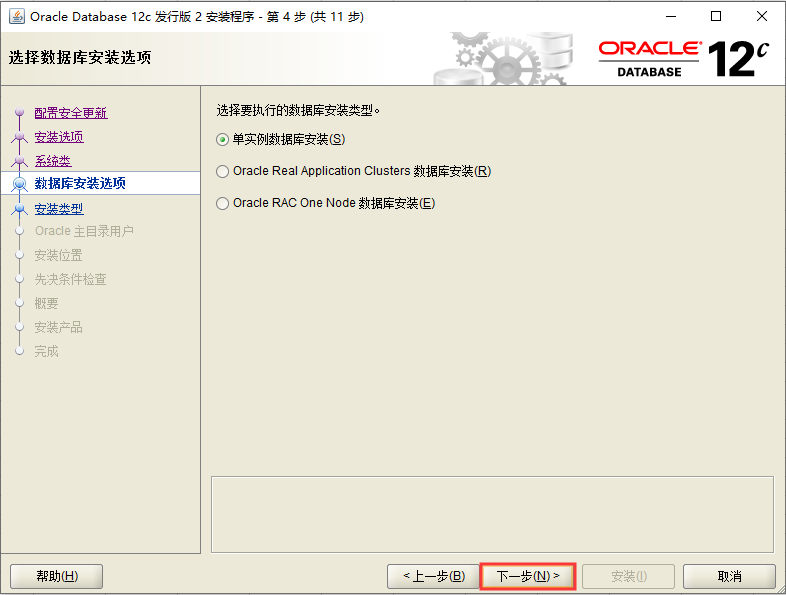 Oracle Database 12c 发行版 2 安装程序 - 第 4 步 (共 11 步)
选择数据库安装选项
ORACLE
DATABASE
12c
配置安全更新
安装选项
系统类
数据库安装选项
安装类型
Oracle 主目录用户
安装位置
先决条件检查
概要
安装产品
完成
选择要执行的数据库安装类型。
单实例数据库安装(S)
Oracle Real Application Clusters 数据库安装(R)
Oracle RAC One Node 数据库安装(E)
帮助(H)
< 上一步(B)
下一步(N) >
安装(I)
取消